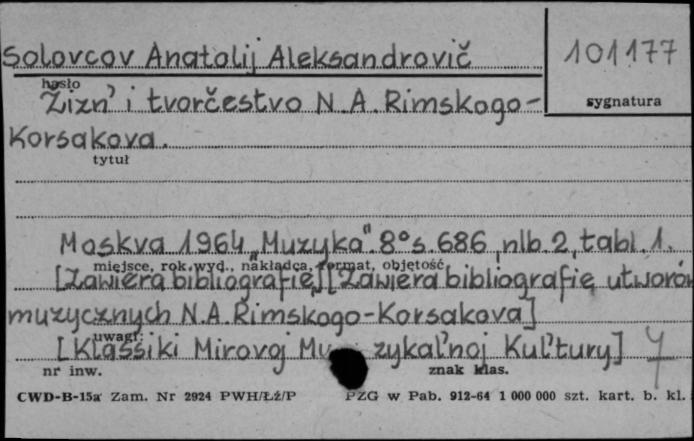 Solovcov Anatolij Aleksandrovič
101177
hasło
sygnatura
Žizn' i tvorčestvo N.A. Rimskogo-
Korsakova.
tytuł
Moskva 1964 „Muzyka" 8° s. 686, nlb. 2, tabl. 1.
miejsce, rok wyd., nakładca, format, objętość
[Zawiera bibliografię] [Zawiera bibliografię utworów
muzycznych N.A. Rimskogo-Korsakova]
uwagi
[Klassiki Mirovoj Muzykal'noj Kul'tury]
nr inw.
znak klas.
CWD-B-15a Zam. Nr 2924 PWH/Łź/P PZG w Pab. 912-64 1 000 000 szt. kart. b. kl.